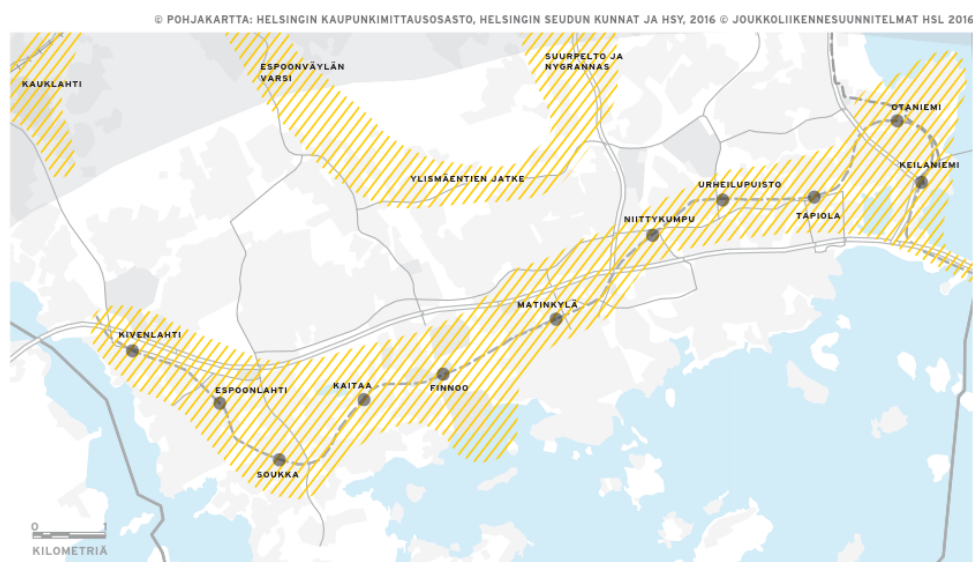 © POHJAKARTTA: HELSINGIN KAUPUNKIMITTAUSOSASTO, HELSINGIN SEUDUN KUNNAT JA HSY, 2016 © JOUKKOLIIKENNESUUNNITELMAT HSL 2016
SUURPELTO JA
NYGRANNAS
ESPOONVÄYLÄN
VARSI
KAUKLAHTI
OTANIEMI
KEILANIEMI
YLISMÄENTIEN JATKE
URHEILUPUISTO
TAPIOLA
NIITTYKUMPU
MATINKYLÄ
KIVENLAHTI
ESPOONLAHTI
KAITAA
FINNOO
SOUKKA
0 1
KILOMETRIÄ